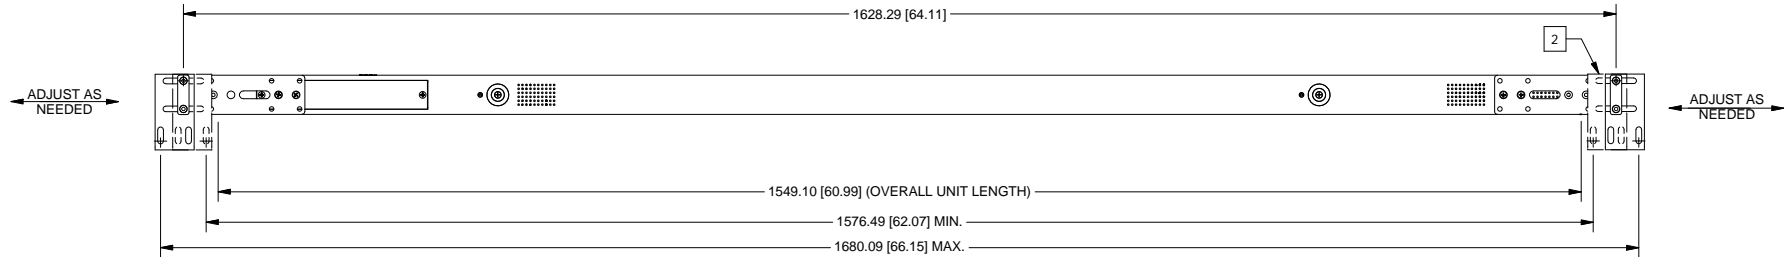 1628.29 [64.11]
2
ADJUST AS
NEEDED
ADJUST AS
NEEDED
1549.10 [60.99] (OVERALL UNIT LENGTH)
1576.49 [62.07] MIN.
1680.09 [66.15] MAX.